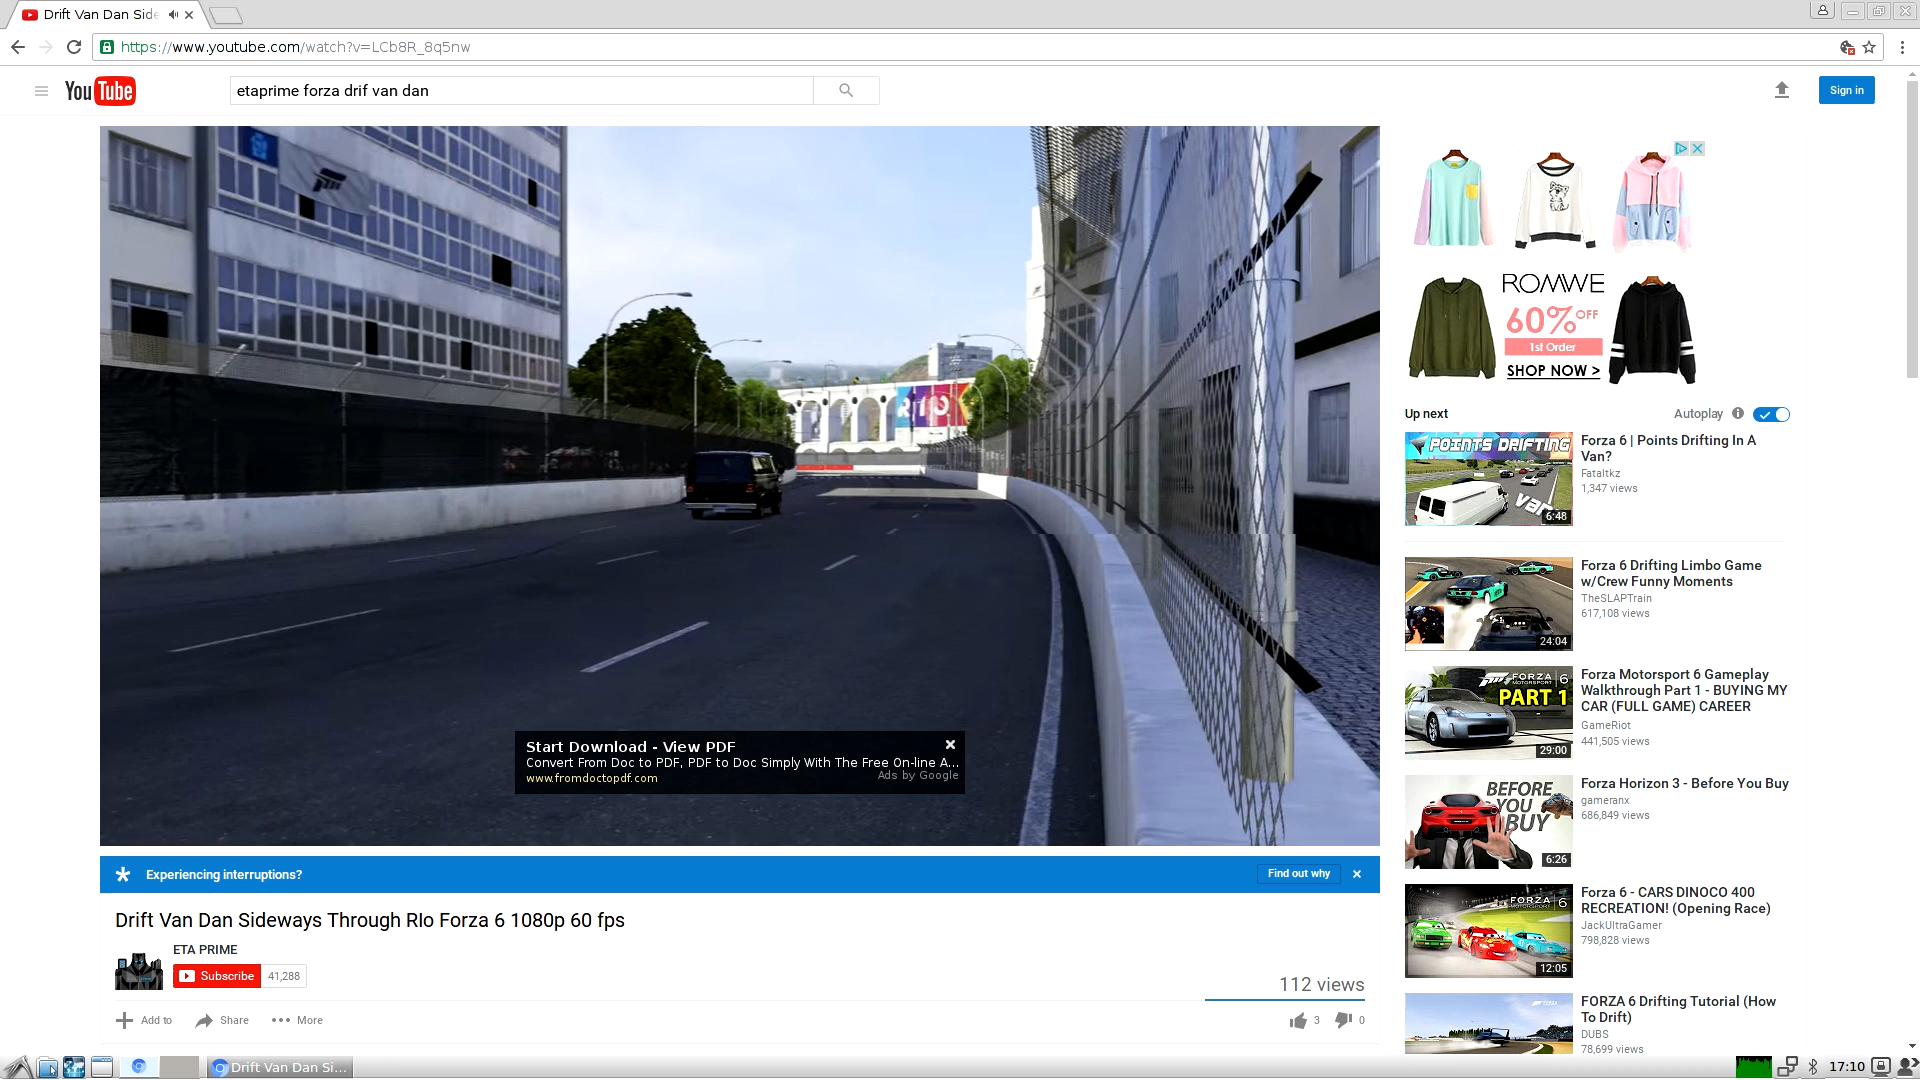 Drift Van Dan Side
https://www.youtube.com/watch?v=LCb8R_8q5nw
YouTube
etaprime forza drif van dan
Sign in
RIO
ROMWE
60% OFF
1st Order
SHOP NOW >
Up next
Autoplay
POINTS DRIFTING
van
6:48
Forza 6 | Points Drifting In A
Van?
Fataltkz
1,347 views
24:04
Forza 6 Drifting Limbo Game
w/Crew Funny Moments
TheSLAPTrain
617,108 views
FORZA 6
MOTORSPORT
PART 1
29:00
Forza Motorsport 6 Gameplay
Walkthrough Part 1 - BUYING MY
CAR (FULL GAME) CAREER
GameRiot
441,505 views
BEFORE
YOU
BUY
6:26
Forza Horizon 3 - Before You Buy
gameranx
686,849 views
FORZA 6
12:05
Forza 6 - CARS DINOCO 400
RECREATION! (Opening Race)
JackUltraGamer
798,828 views
FORZA 6 Drifting Tutorial (How
To Drift)
DUBS
78,699 views
Start Download - View PDF
Convert From Doc to PDF, PDF to Doc Simply With The Free On-line A...
www.fromdoctopdf.com
Ads by Google
Experiencing interruptions?
Find out why
Drift Van Dan Sideways Through RIo Forza 6 1080p 60 fps
ETA PRIME
Subscribe
41,288
112 views
Add to
Share
More
3
0
Drift Van Dan Si...
17:10